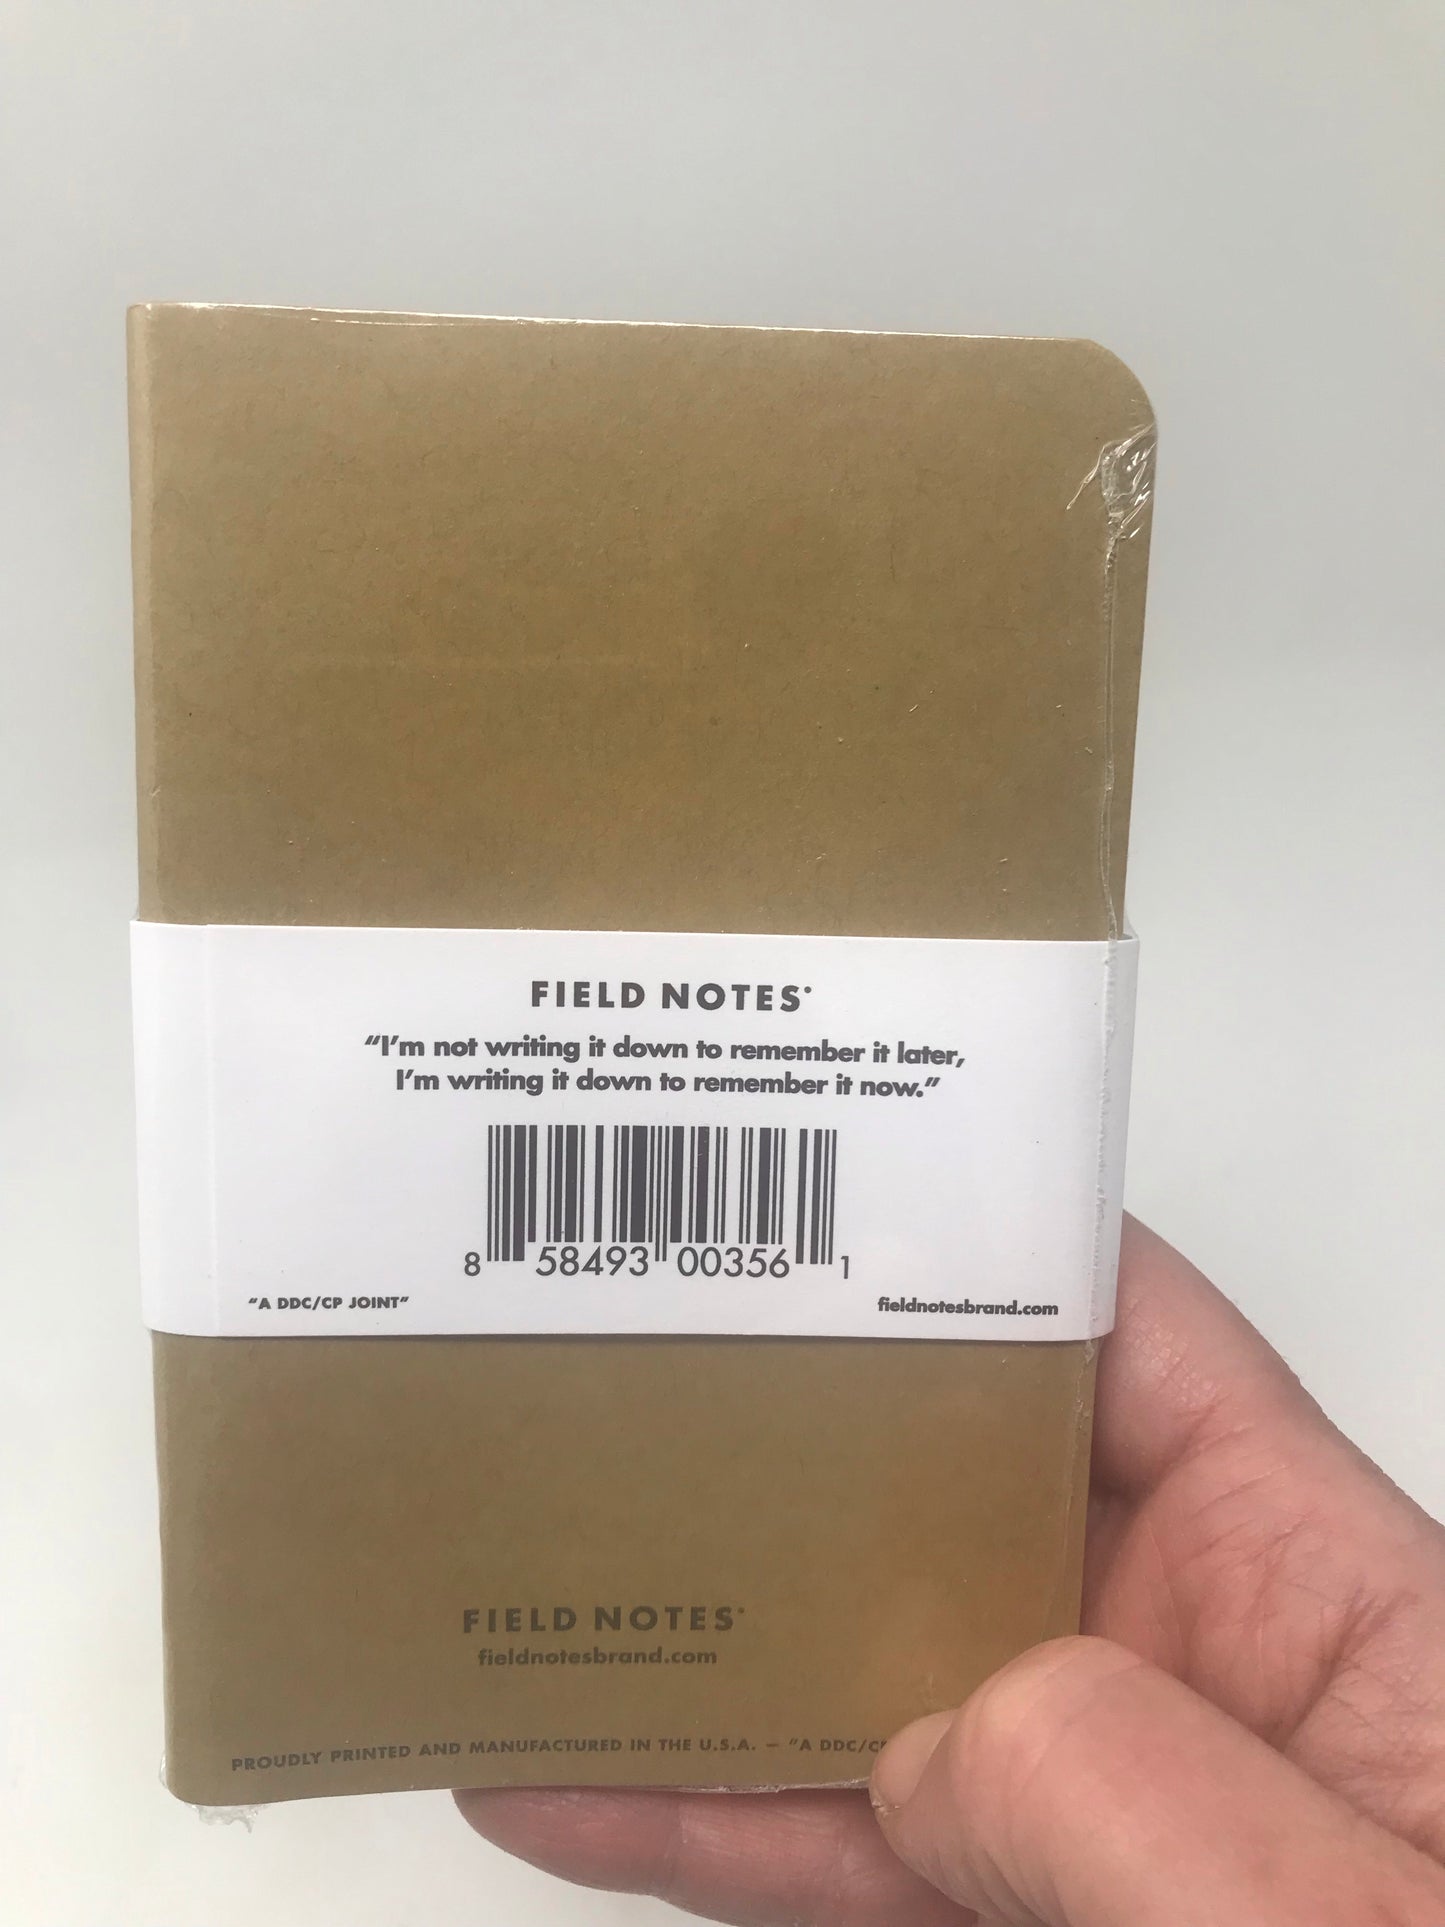 FIELD NOTES®
“I’m not writing it down to remember it later,
I’m writing it down to remember it now.”
8 58493 00356 1
“A DDC/CP JOINT” fieldnotesbrand.com
FIELD NOTES®
fieldnotesbrand.com
PROUDLY PRINTED AND MANUFACTURED IN THE U.S.A. — “A DDC/C